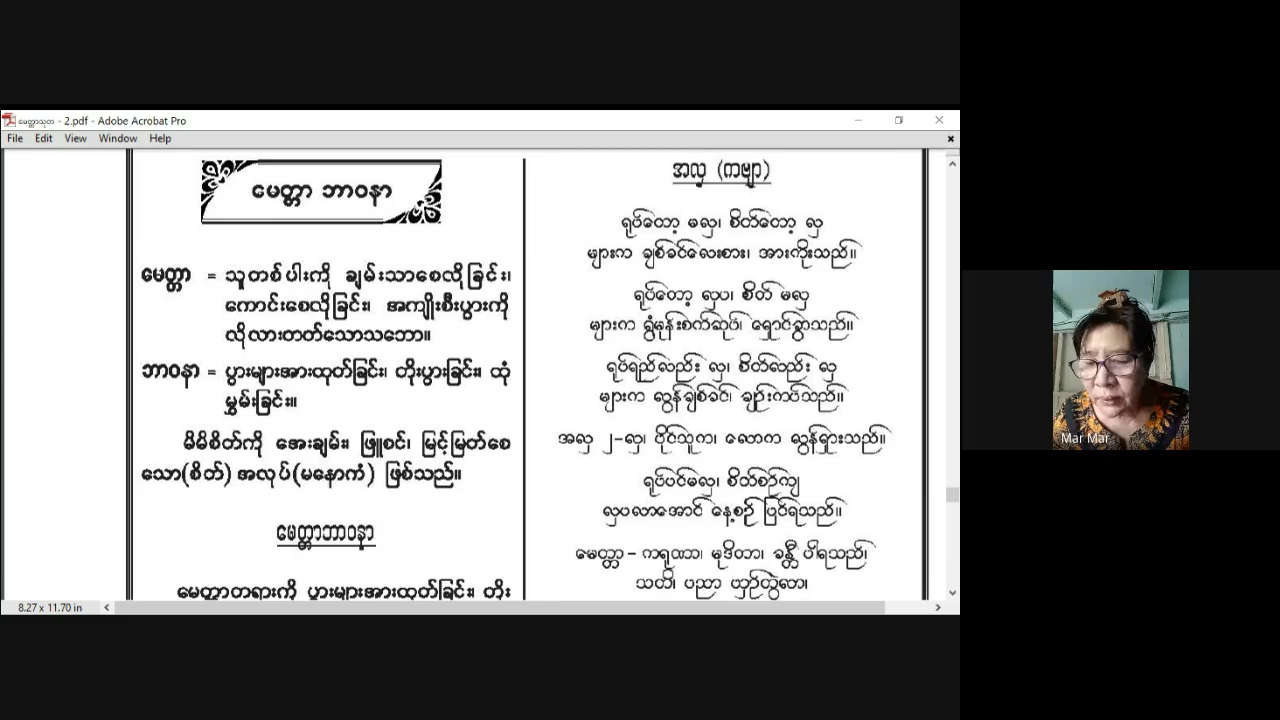 မေတ္တာသုတ - 2.pdf - Adobe Acrobat Pro
File Edit View Window Help
မေတ္တာ ဘာဝနာ
မေတ္တာ = သူတစ်ပါးကို ချမ်းသာစေလိုခြင်း၊
ကောင်းစေလိုခြင်း၊ အကျိုးစီးပွားကို
လိုလားတတ်သောသဘော။
ဘာဝနာ = ပွားများအားထုတ်ခြင်း၊ တိုးပွားခြင်း၊ ထုံ
မွှမ်းခြင်း။
မိမိစိတ်ကို အေးချမ်း၊ ဖြူစင်၊ မြင့်မြတ်စေ
သော(စိတ်) အလုပ်(မနောကံ) ဖြစ်သည်။
မေတ္တာဘာဝနာ
မေတ္တာတရားကို ပွားများအားထုတ်ခြင်း၊ တိုး
8.27 x 11.70 in
အလှ (ကဗျာ)
ရုပ်တော့ မလှ၊ စိတ်တော့ လှ
များက ချစ်ခင်လေးစား၊ အားကိုးသည်။
ရုပ်တော့ လှပ၊ စိတ် မလှ
များက ရွံမုန်းစက်ဆုပ်၊ ရှောင်ခွာသည်။
ရုပ်ရည်လည်း လှ၊ စိတ်လည်း လှ
များက လွန်ချစ်ခင်၊ ချဉ်းကပ်သည်။
အလှ ၂-လှ၊ ပိုင်သူက၊ လောက လွန်ရှားသည်။
ရုပ်ပင်မလှ၊ စိတ်စဉ်ကျ
လှပလာအောင် နေ့စဉ် ပြင်ရသည်။
မေတ္တာ - ကရုဏာ၊ မုဒိတာ၊ ခန္တီ ပါရသည်၊
သတိ၊ ပညာ ယှဉ်တွဲလာ၊
Mar Mar